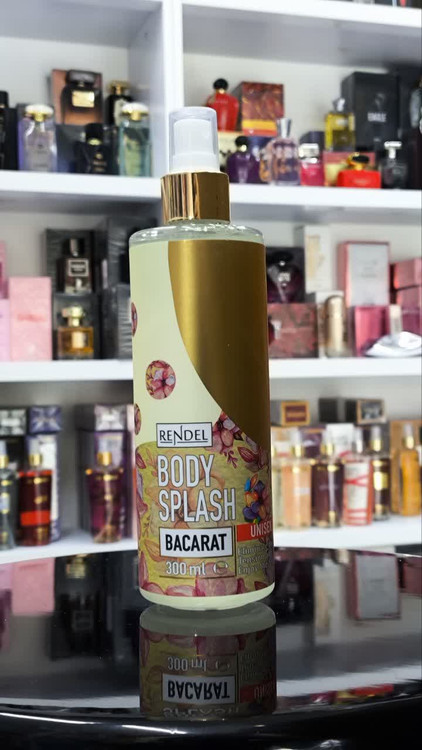 RENDEL
BODY
SPLASH
UNISEX
BACARAT
300 ml e